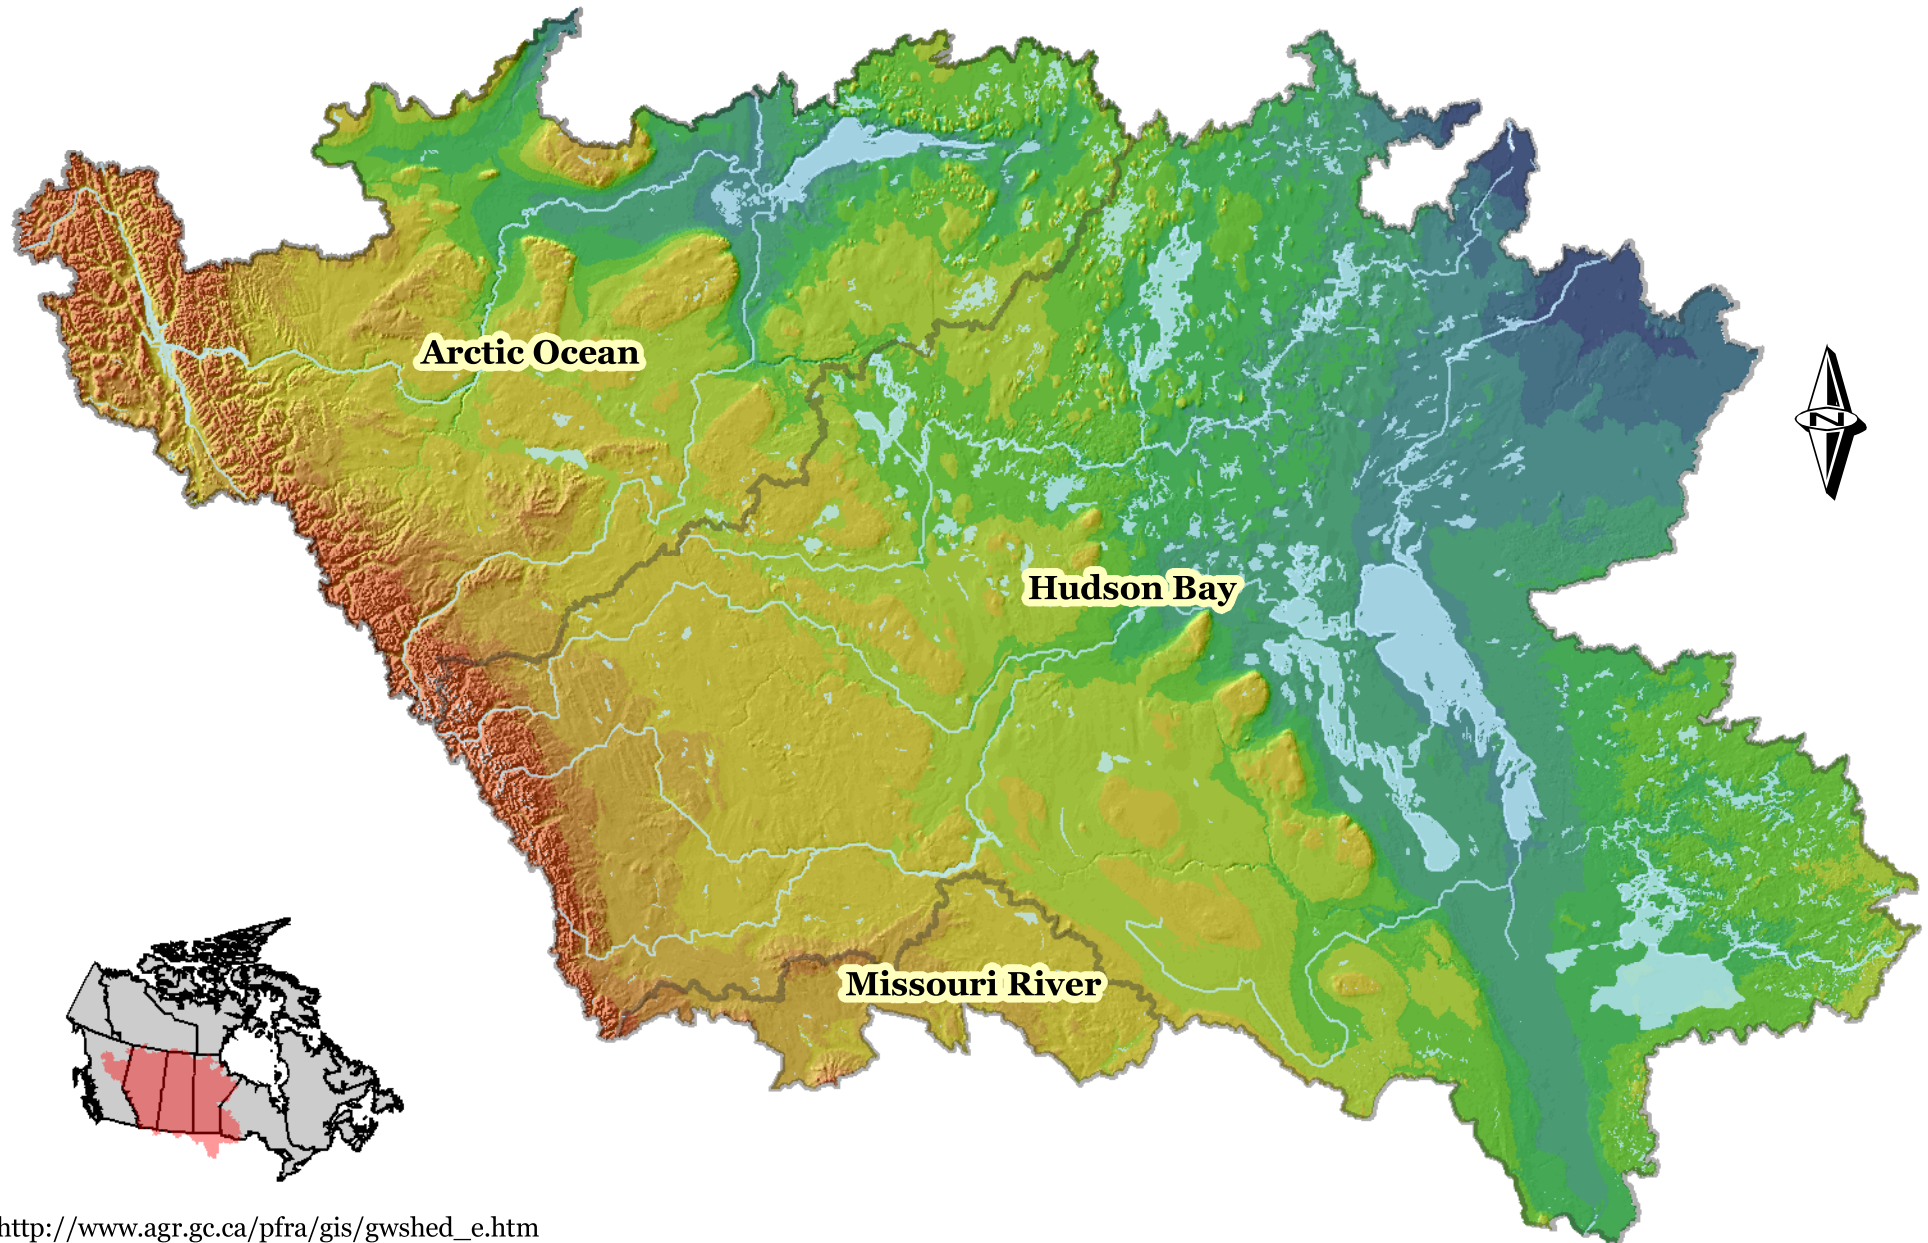 Arctic Ocean
N
Hudson Bay
Missouri River
http://www.agr.gc.ca/pfra/gis/gwshed_e.htm